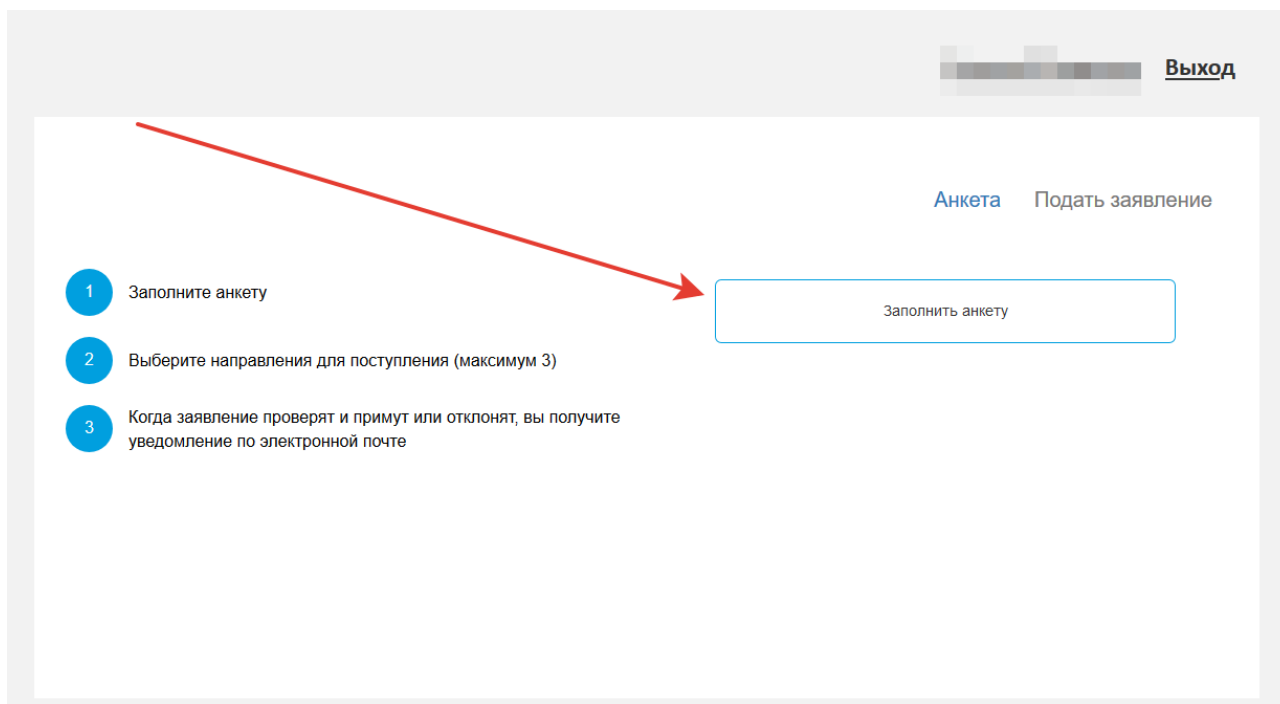 Выход
Анкета Подать заявление
1 Заполните анкету
Заполнить анкету
2 Выберите направления для поступления (максимум 3)
3 Когда заявление проверят и примут или отклонят, вы получите
уведомление по электронной почте